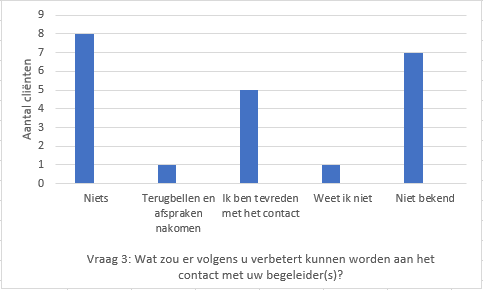 9
8
7
6
5
4
3
2
1
0
Aantal cliënten
Niets
Terugbellen en
afspraken
nakomen
Ik ben tevreden
met het contact
Weet ik niet
Niet bekend
Vraag 3: Wat zou er volgens u verbetert kunnen worden aan het
contact met uw begeleider(s)?